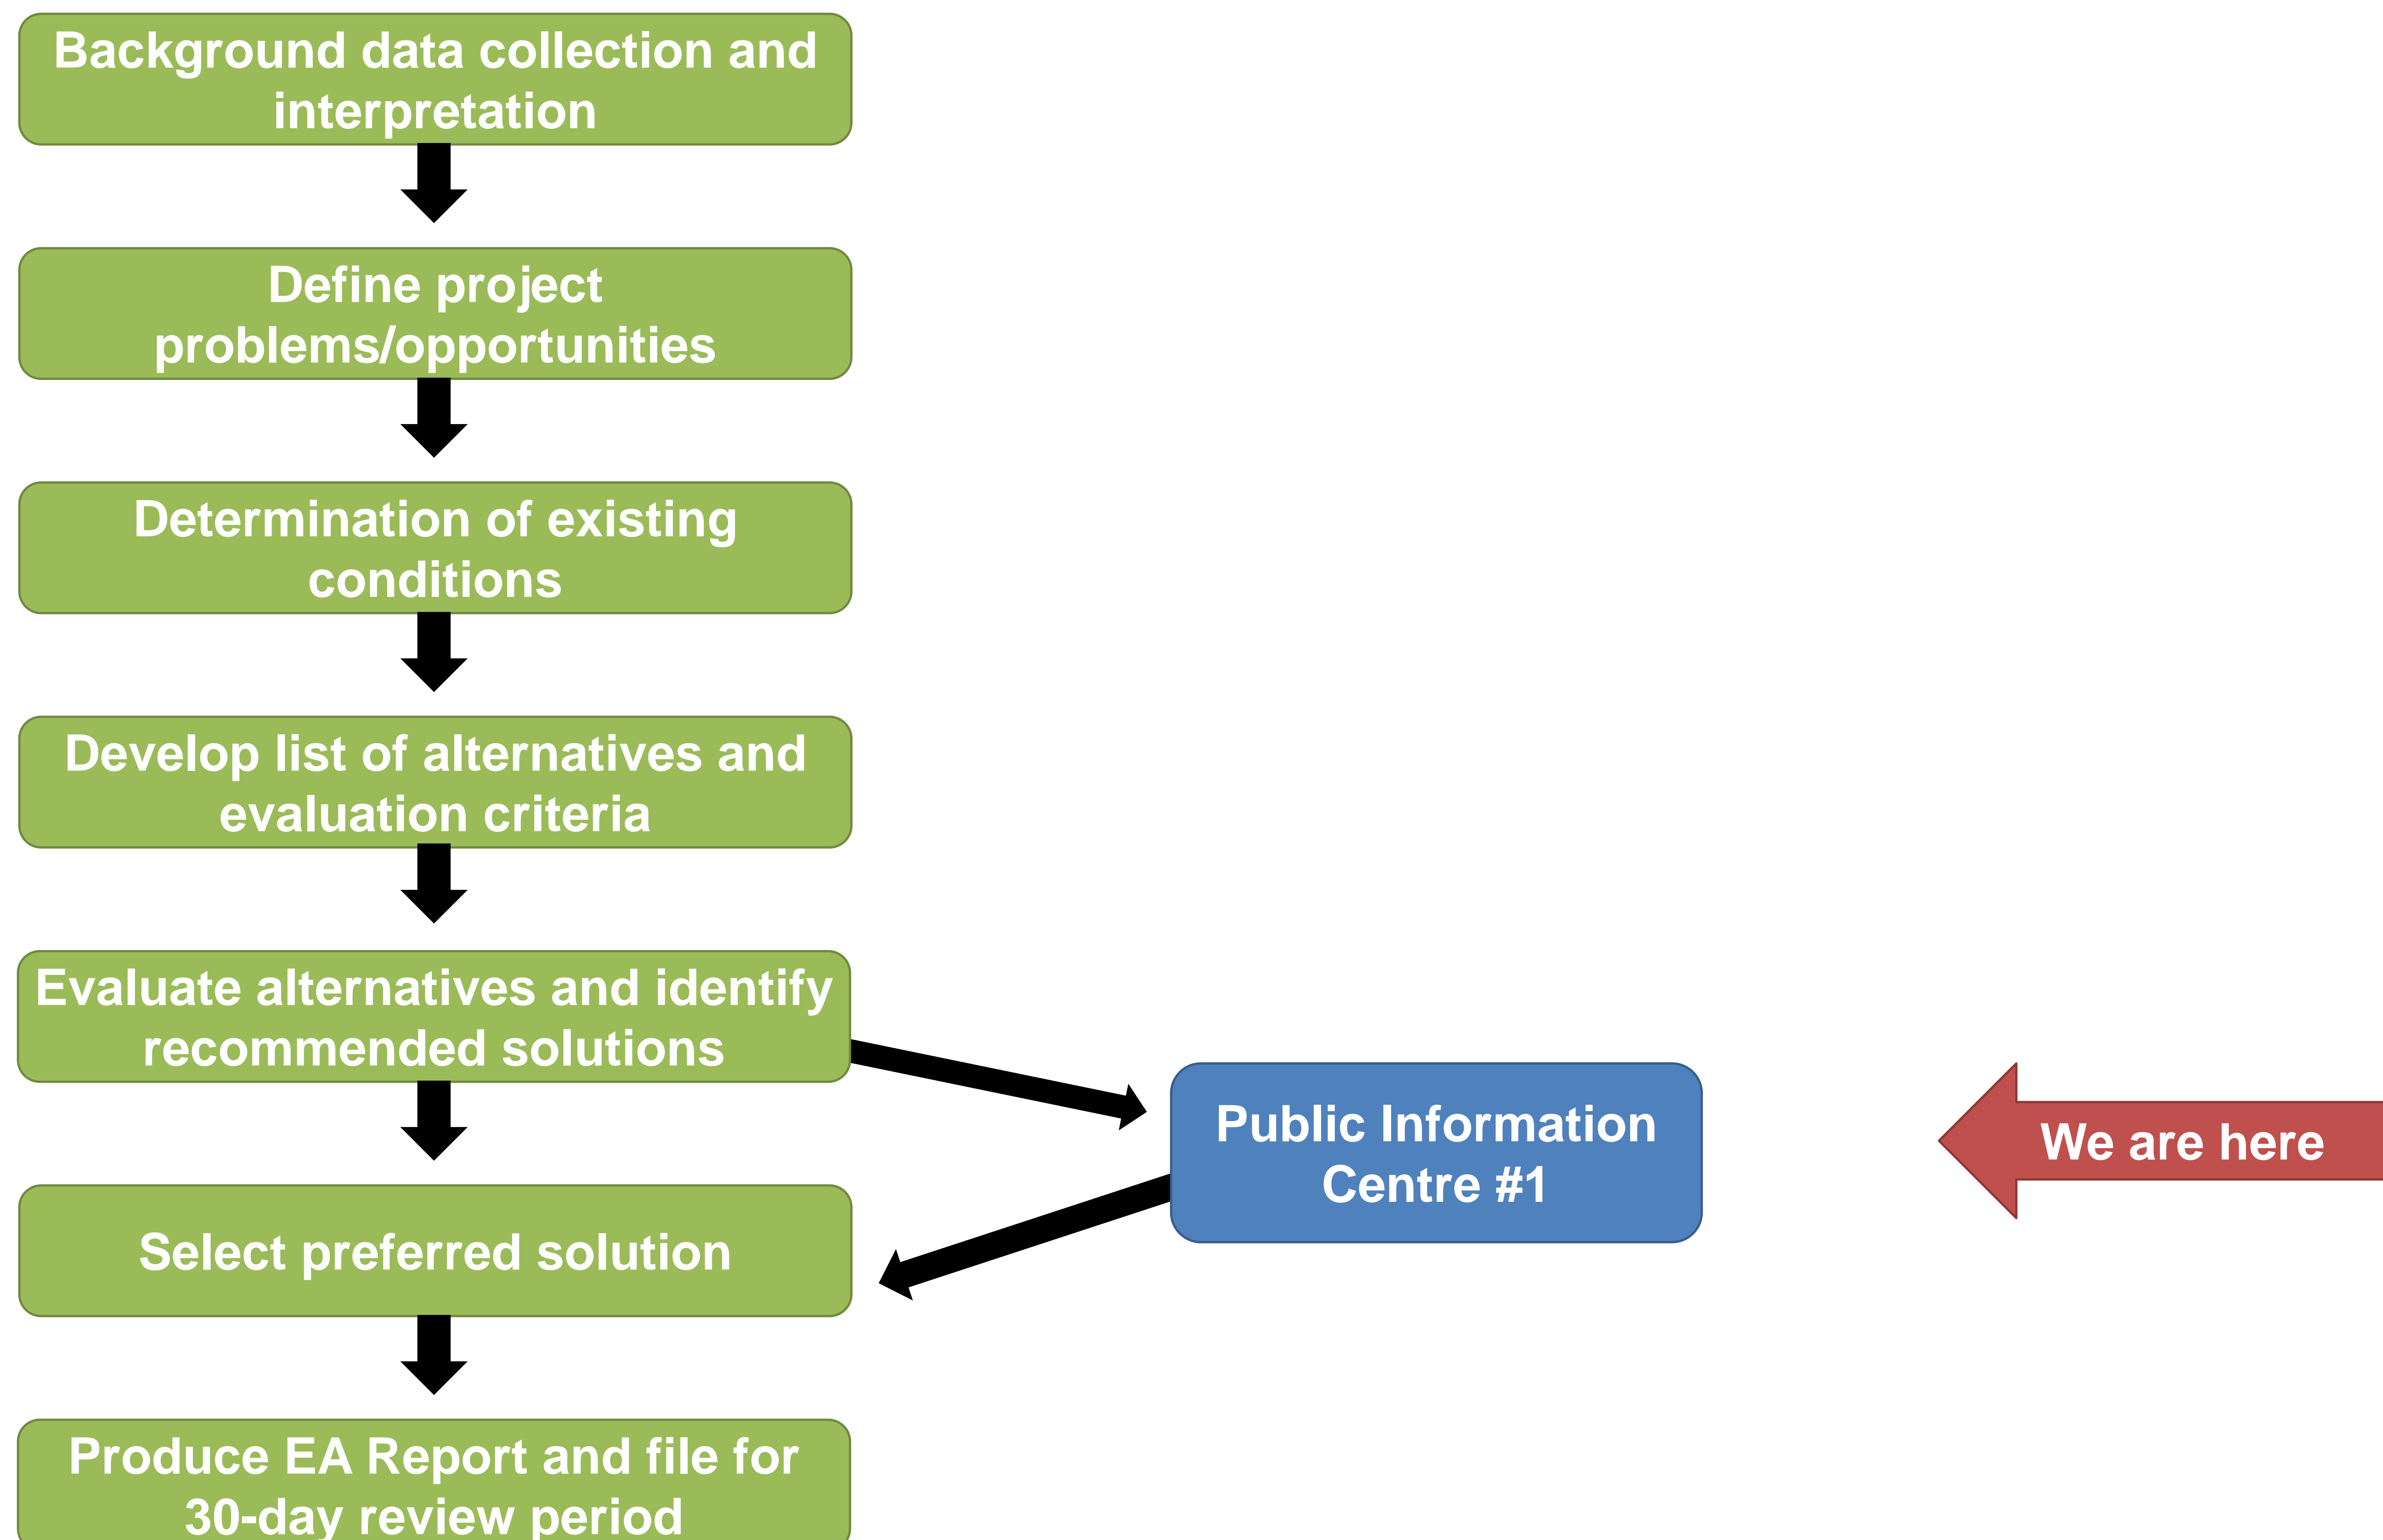 Background data collection and
interpretation
Define project
problems/opportunities
Determination of existing
conditions
Develop list of alternatives and
evaluation criteria
Evaluate alternatives and identify
recommended solutions
Public Information
Centre #1
We are here
Select preferred solution
Produce EA Report and file for
30-day review period